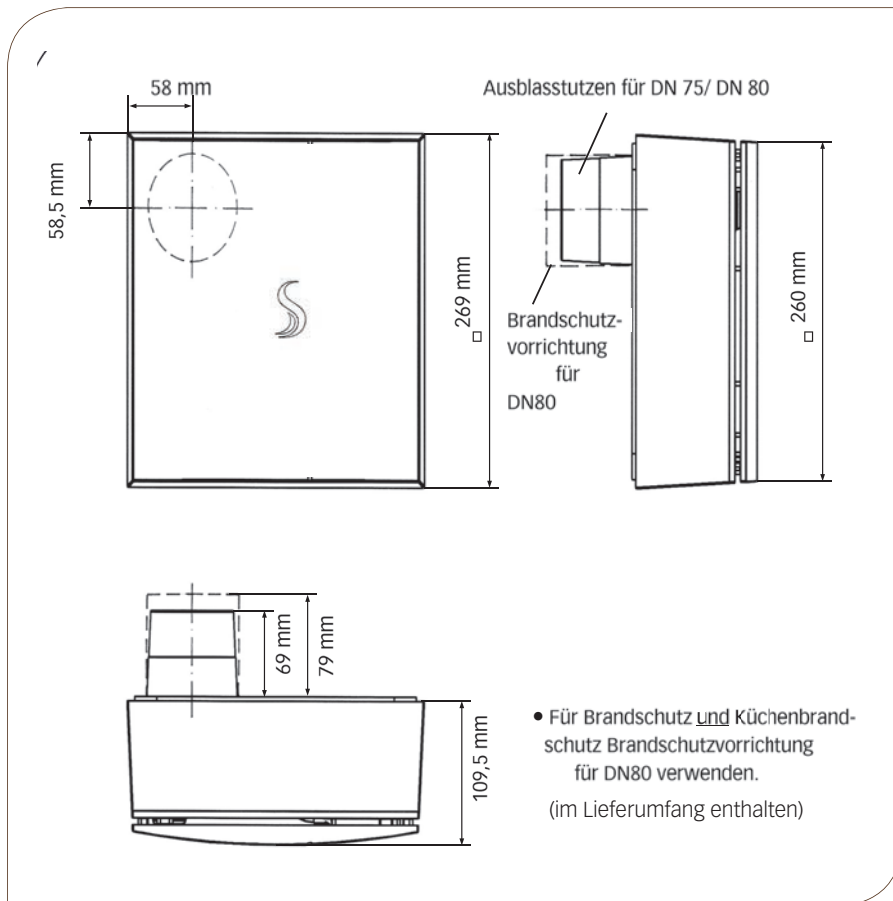 58 mm
Ausblasstutzen für DN 75/ DN 80
58,5 mm
□ 269 mm
□ 260 mm
Brandschutz-
vorrichtung
für
DN80
69 mm
79 mm
109,5 mm
• Für Brandschutz und Küchenbrand-
schutz Brandschutzvorrichtung
für DN80 verwenden.
(im Lieferumfang enthalten)